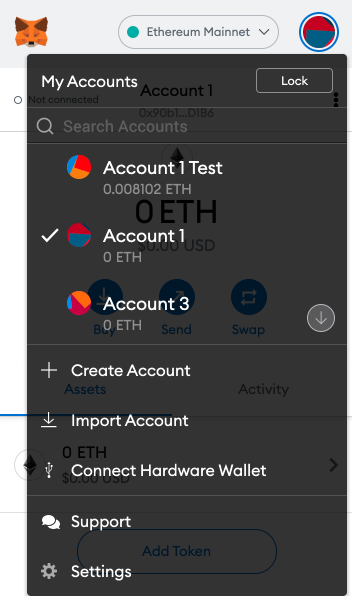 Ethereum Mainnet
My Accounts
Lock
Account 1
Not connected
0x90b1...D1B6
Search Accounts
Account 1 Test
0.008102 ETH
0 ETH
$0.00 USD
Account 1
0 ETH
Account 3
0 ETH
Buy
Send
Swap
Create Account
Assets
Activity
Import Account
0 ETH
$0.00 USD
Connect Hardware Wallet
Support
Add Token
Settings